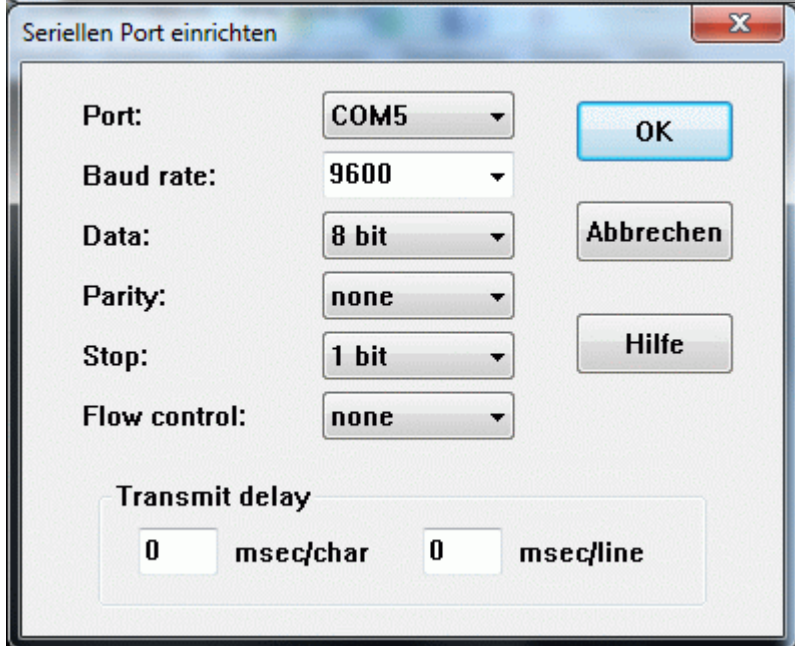 Seriellen Port einrichten
Port: COM5
OK
Baud rate: 9600
Data: 8 bit
Abbrechen
Parity: none
Stop: 1 bit
Hilfe
Flow control: none
Transmit delay
0 msec/char 0 msec/line